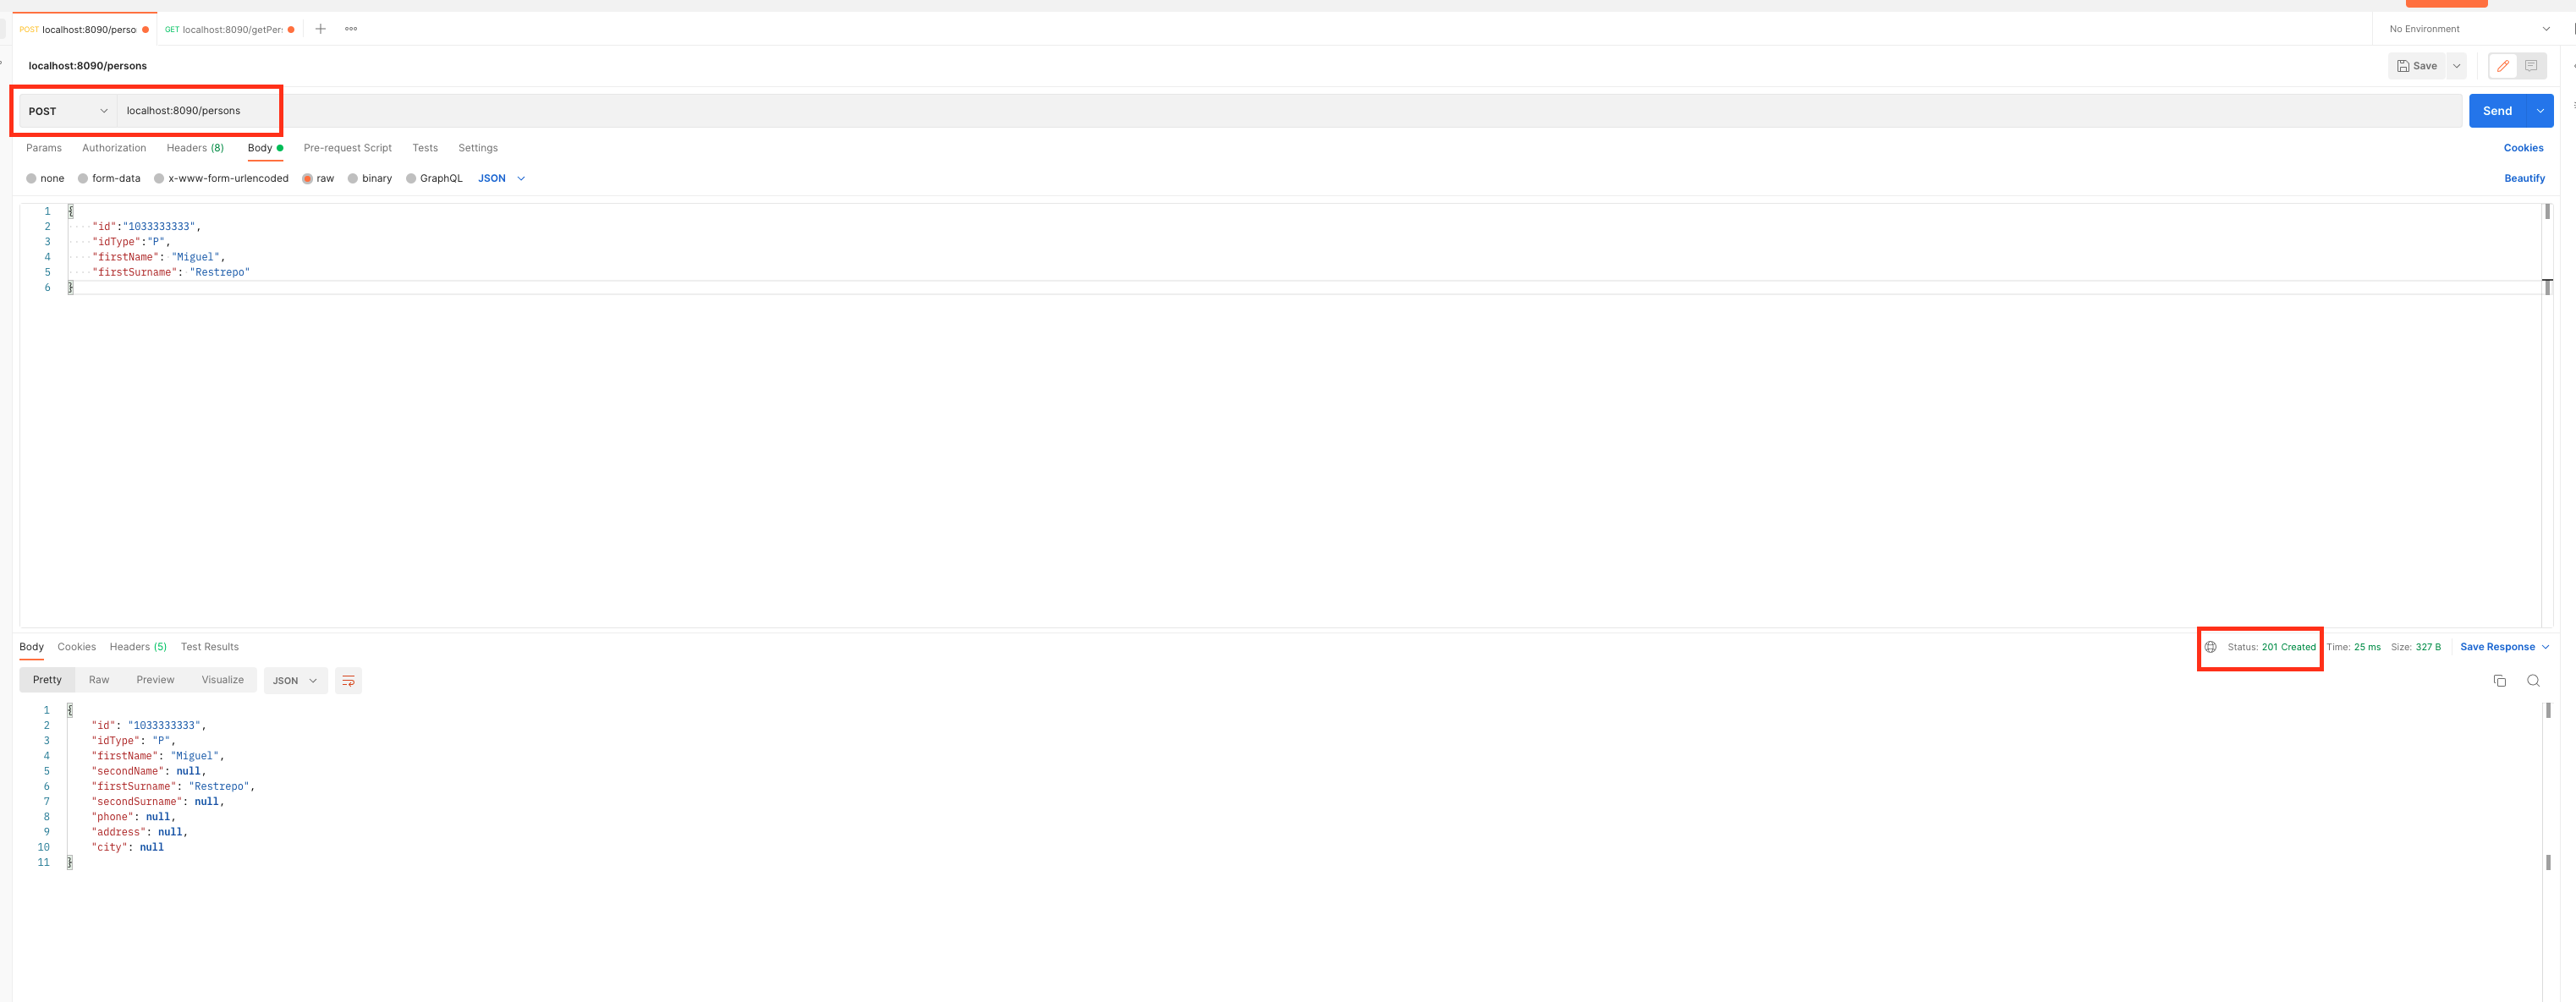 POST localhost:8090/perso
GET localhost:8090/getPer
No Environment
localhost:8090/persons
Save
POST localhost:8090/persons
Send
Params Authorization Headers (8) Body Pre-request Script Tests Settings Cookies
none form-data x-www-form-urlencoded raw binary GraphQL JSON Beautify
1 {
2 "id":"1033333333",
3 "idType":"P",
4 "firstName": "Miguel",
5 "firstSurname": "Restrepo"
6 }
Body Cookies Headers (5) Test Results Status: 201 Created Time: 25 ms Size: 327 B Save Response
Pretty Raw Preview Visualize JSON
1 {
2 "id": "1033333333",
3 "idType": "P",
4 "firstName": "Miguel",
5 "secondName": null,
6 "firstSurname": "Restrepo",
7 "secondSurname": null,
8 "phone": null,
9 "address": null,
10 "city": null
11 }